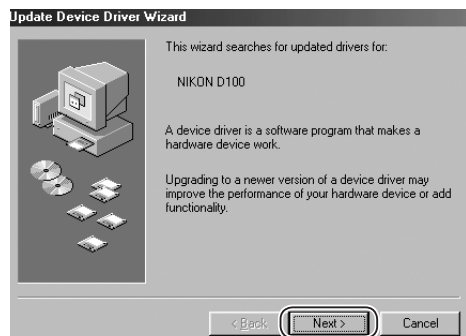 Update Device Driver Wizard
This wizard searches for updated drivers for:
NIKON D100
A device driver is a software program that makes a
hardware device work.
Upgrading to a newer version of a device driver may
improve the performance of your hardware device or add
functionality.
< Back Next > Cancel